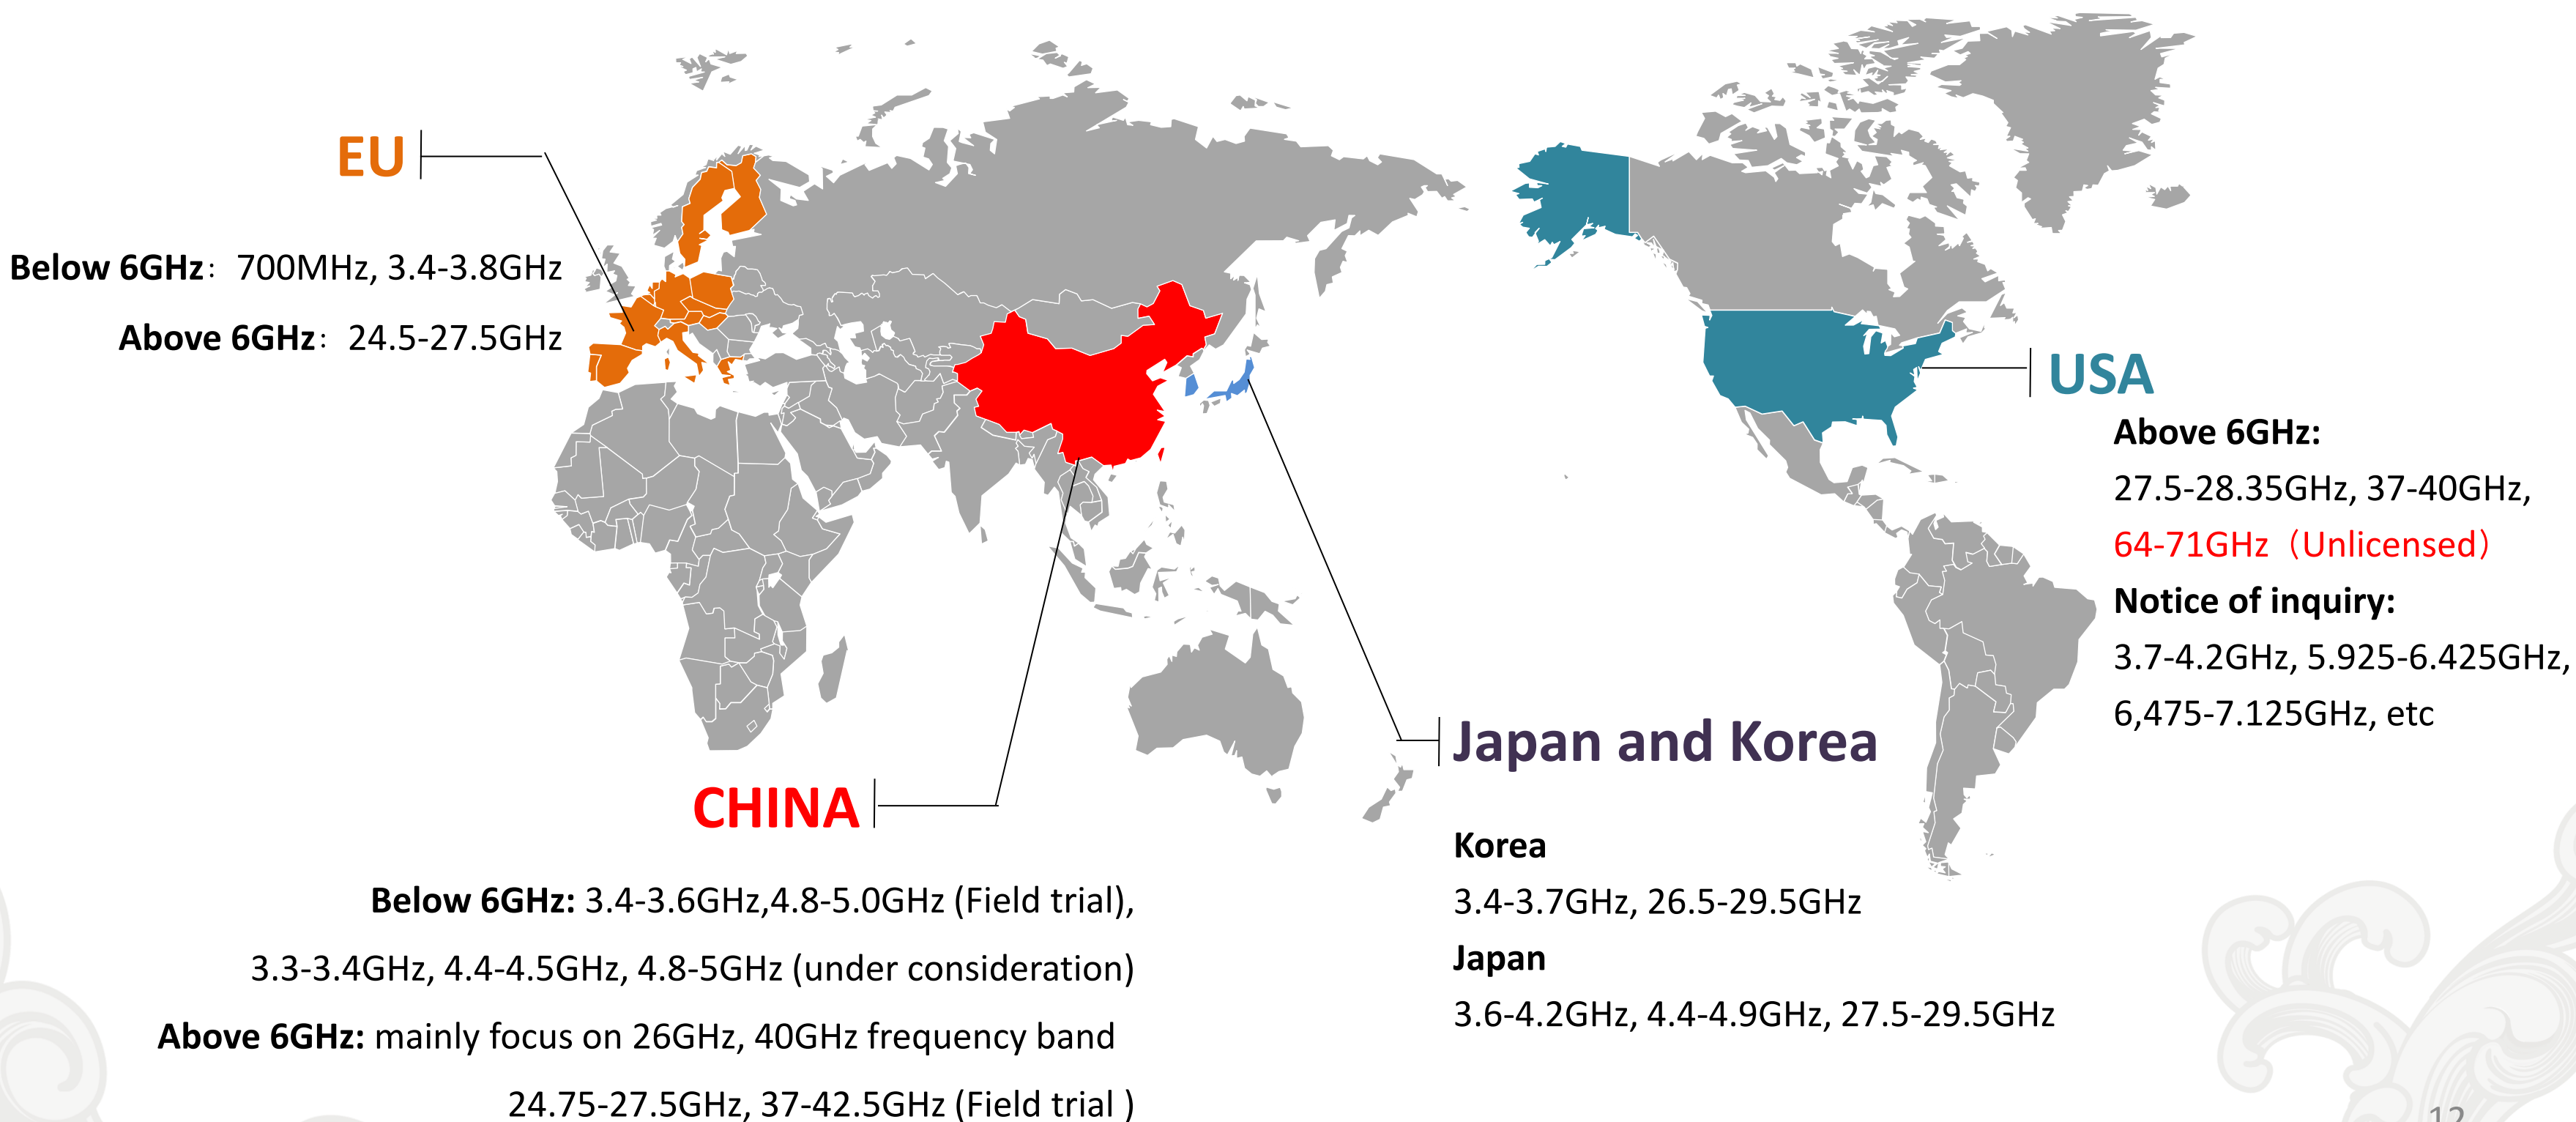 EU
Below 6GHz：700MHz, 3.4-3.8GHz
Above 6GHz：24.5-27.5GHz
USA
Above 6GHz:
27.5-28.35GHz, 37-40GHz,
64-71GHz（Unlicensed）
Notice of inquiry:
3.7-4.2GHz, 5.925-6.425GHz,
6,475-7.125GHz, etc
CHINA
Below 6GHz: 3.4-3.6GHz,4.8-5.0GHz (Field trial),
3.3-3.4GHz, 4.4-4.5GHz, 4.8-5GHz (under consideration)
Above 6GHz: mainly focus on 26GHz, 40GHz frequency band
24.75-27.5GHz, 37-42.5GHz (Field trial )
Japan and Korea
Korea
3.4-3.7GHz, 26.5-29.5GHz
Japan
3.6-4.2GHz, 4.4-4.9GHz, 27.5-29.5GHz
12